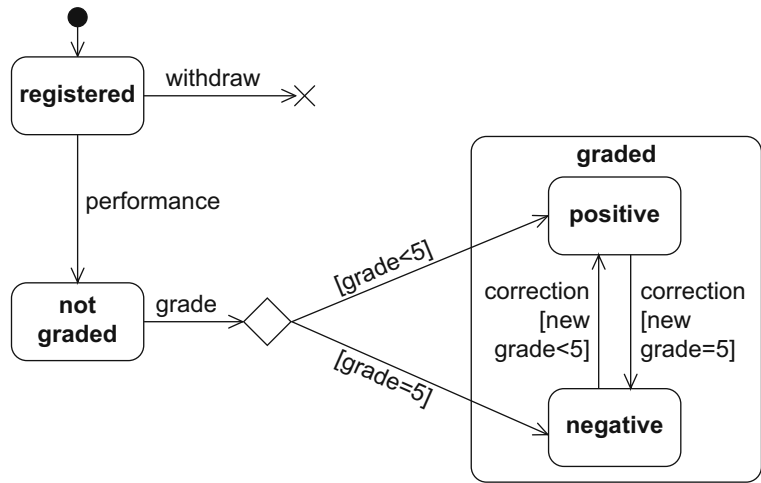 registered
withdraw
performance
not
graded
grade
[grade<5]
[grade=5]
graded
positive
correction
[new
grade<5]
correction
[new
grade=5]
negative